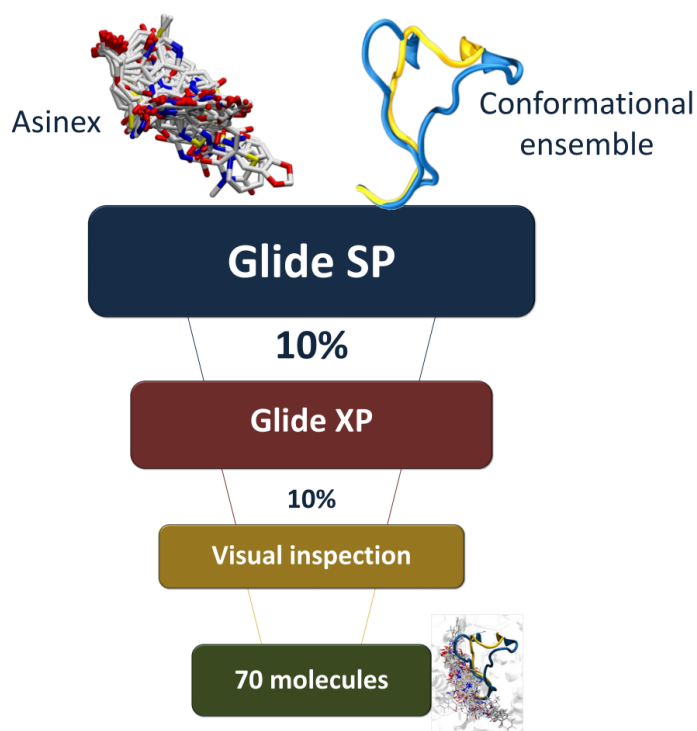 Asinex
Conformational
ensemble
Glide SP
10%
Glide XP
10%
Visual inspection
70 molecules